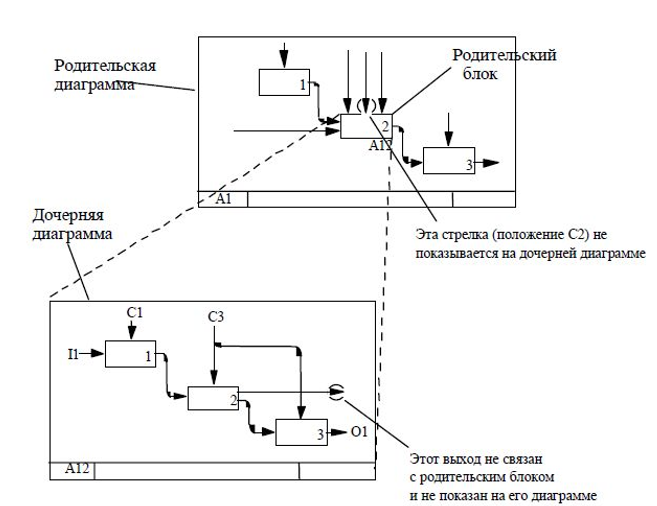 Родительская
диаграмма
Родительский
блок
1
2
A12
3
A1
Дочерняя
диаграмма
Эта стрелка (положение C2) не
показывается на дочерней диаграмме
C1
C3
I1
1
2
3
O1
A12
Этот выход не связан
с родительским блоком
и не показан на его диаграмме